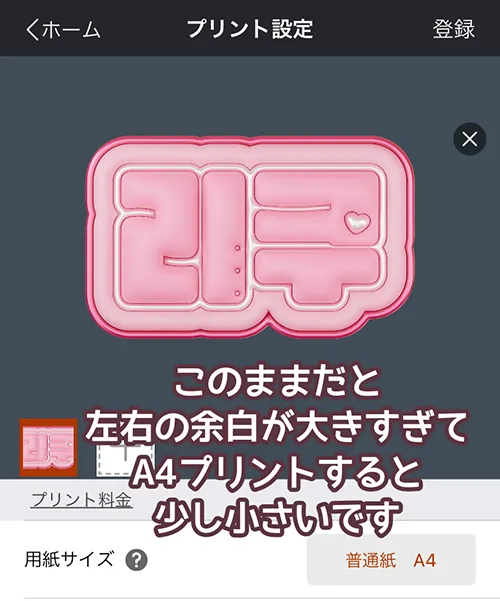 ホーム
プリント設定
登録
리쿠
このままだと
左右の余白が大きすぎて
A4プリントすると
少し小さいです
プリント料金
用紙サイズ ?
普通紙 A4